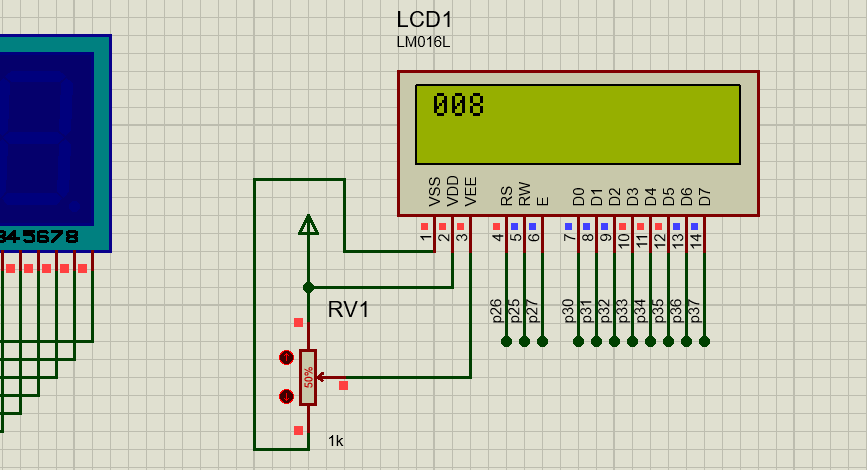 LCD1
LM016L
008
VSS VDD VEE RS RW E D0 D1 D2 D3 D4 D5 D6 D7
1 2 3 4 5 6 7 8 9 10 11 12 13 14
345678
p26 p25 p27 p30 p31 p32 p33 p34 p35 p36 p37
RV1
50%
1k